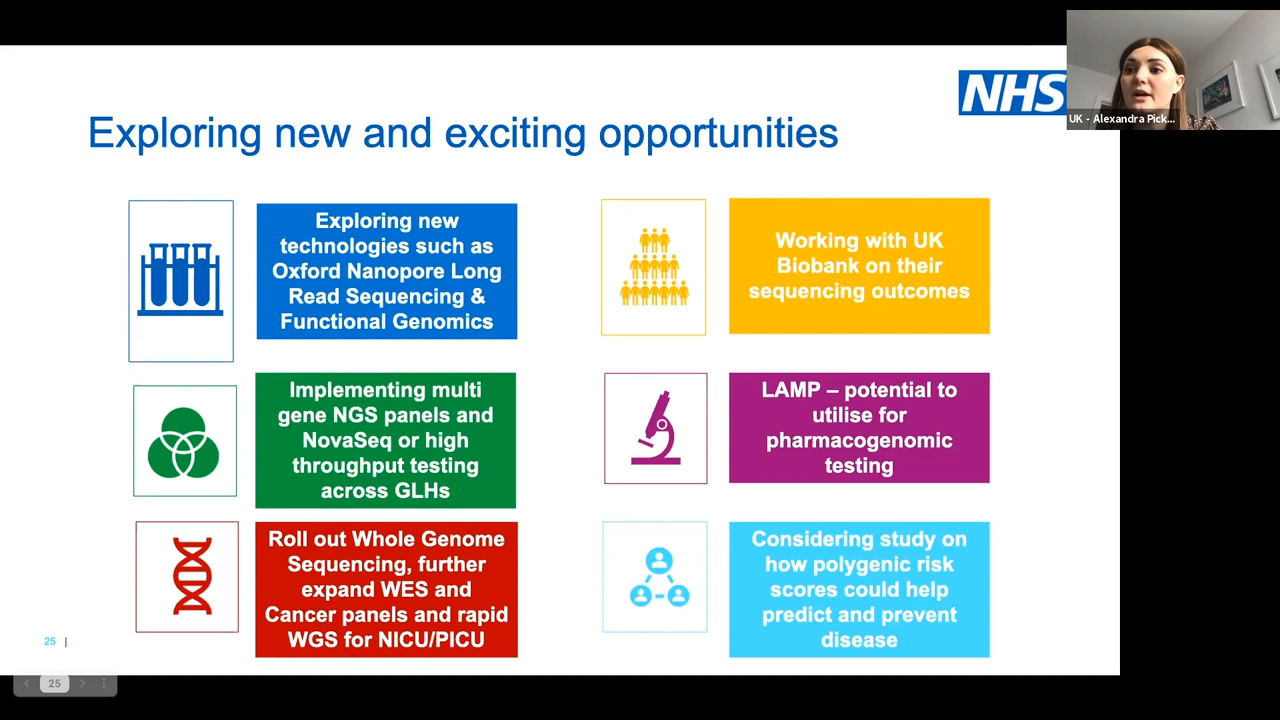 NHS
UK - Alexandra Pick...
Exploring new and exciting opportunities
Exploring new
technologies such as
Oxford Nanopore Long
Read Sequencing &
Functional Genomics
Working with UK
Biobank on their
sequencing outcomes
Implementing multi
gene NGS panels and
NovaSeq or high
throughput testing
across GLHs
LAMP – potential to
utilise for
pharmacogenomic
testing
Roll out Whole Genome
Sequencing, further
expand WES and
Cancer panels and rapid
WGS for NICU/PICU
Considering study on
how polygenic risk
scores could help
predict and prevent
disease
25 |
25